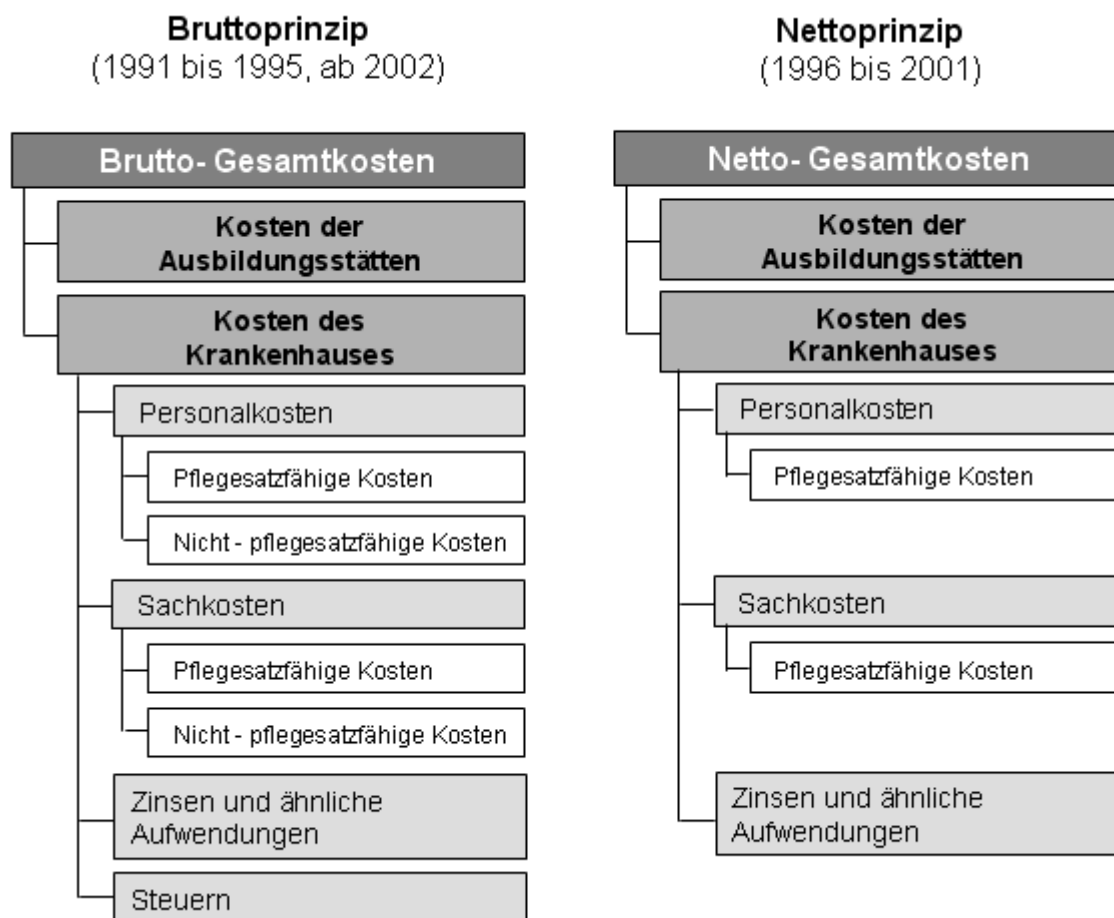 Bruttoprinzip
(1991 bis 1995, ab 2002)
Brutto- Gesamtkosten
Kosten der
Ausbildungsstätten
Kosten des
Krankenhauses
Personalkosten
Pflegesatzfähige Kosten
Nicht - pflegesatzfähige Kosten
Sachkosten
Pflegesatzfähige Kosten
Nicht - pflegesatzfähige Kosten
Zinsen und ähnliche
Aufwendungen
Steuern
Nettoprinzip
(1996 bis 2001)
Netto- Gesamtkosten
Kosten der
Ausbildungsstätten
Kosten des
Krankenhauses
Personalkosten
Pflegesatzfähige Kosten
Sachkosten
Pflegesatzfähige Kosten
Zinsen und ähnliche
Aufwendungen